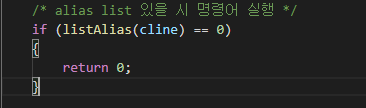 /* alias list 있을 시 명령어 실행 */
if (listAlias(cline) == 0)
{
    return 0;
}